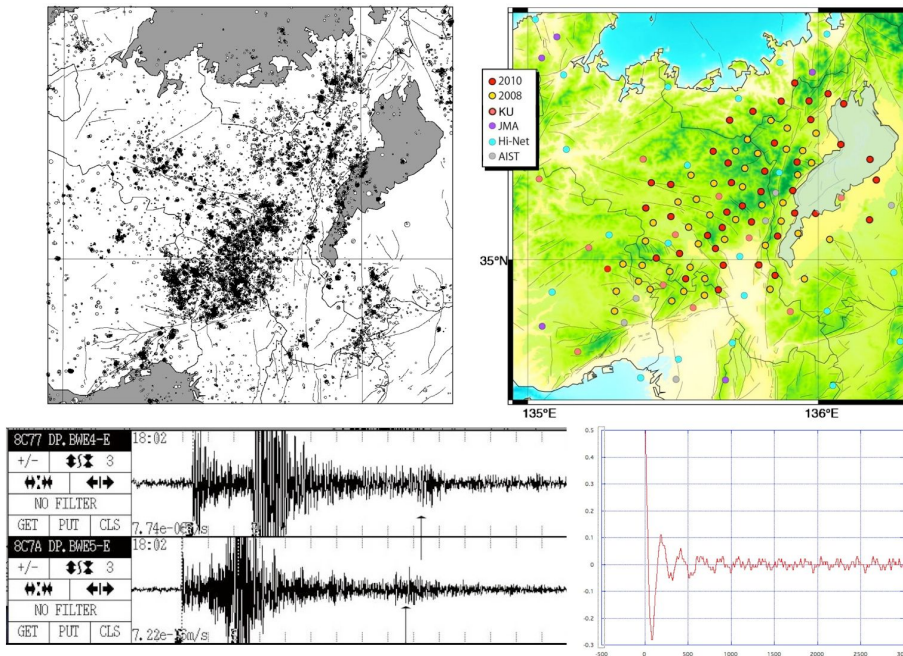 2010
2008
KU
JMA
Hi-Net
AIST
35°N
135°E
136°E
8C77 DP.BWE4-E
18:02
+/-
3
NO FILTER
GET PUT CLS
8C7A DP.BWE5-E
18:02
+/-
3
NO FILTER
GET PUT CLS
0.5
0.4
0.3
0.2
0.1
0
-0.1
-0.2
-0.3
-500
0
500
1000
1500
2000
2500